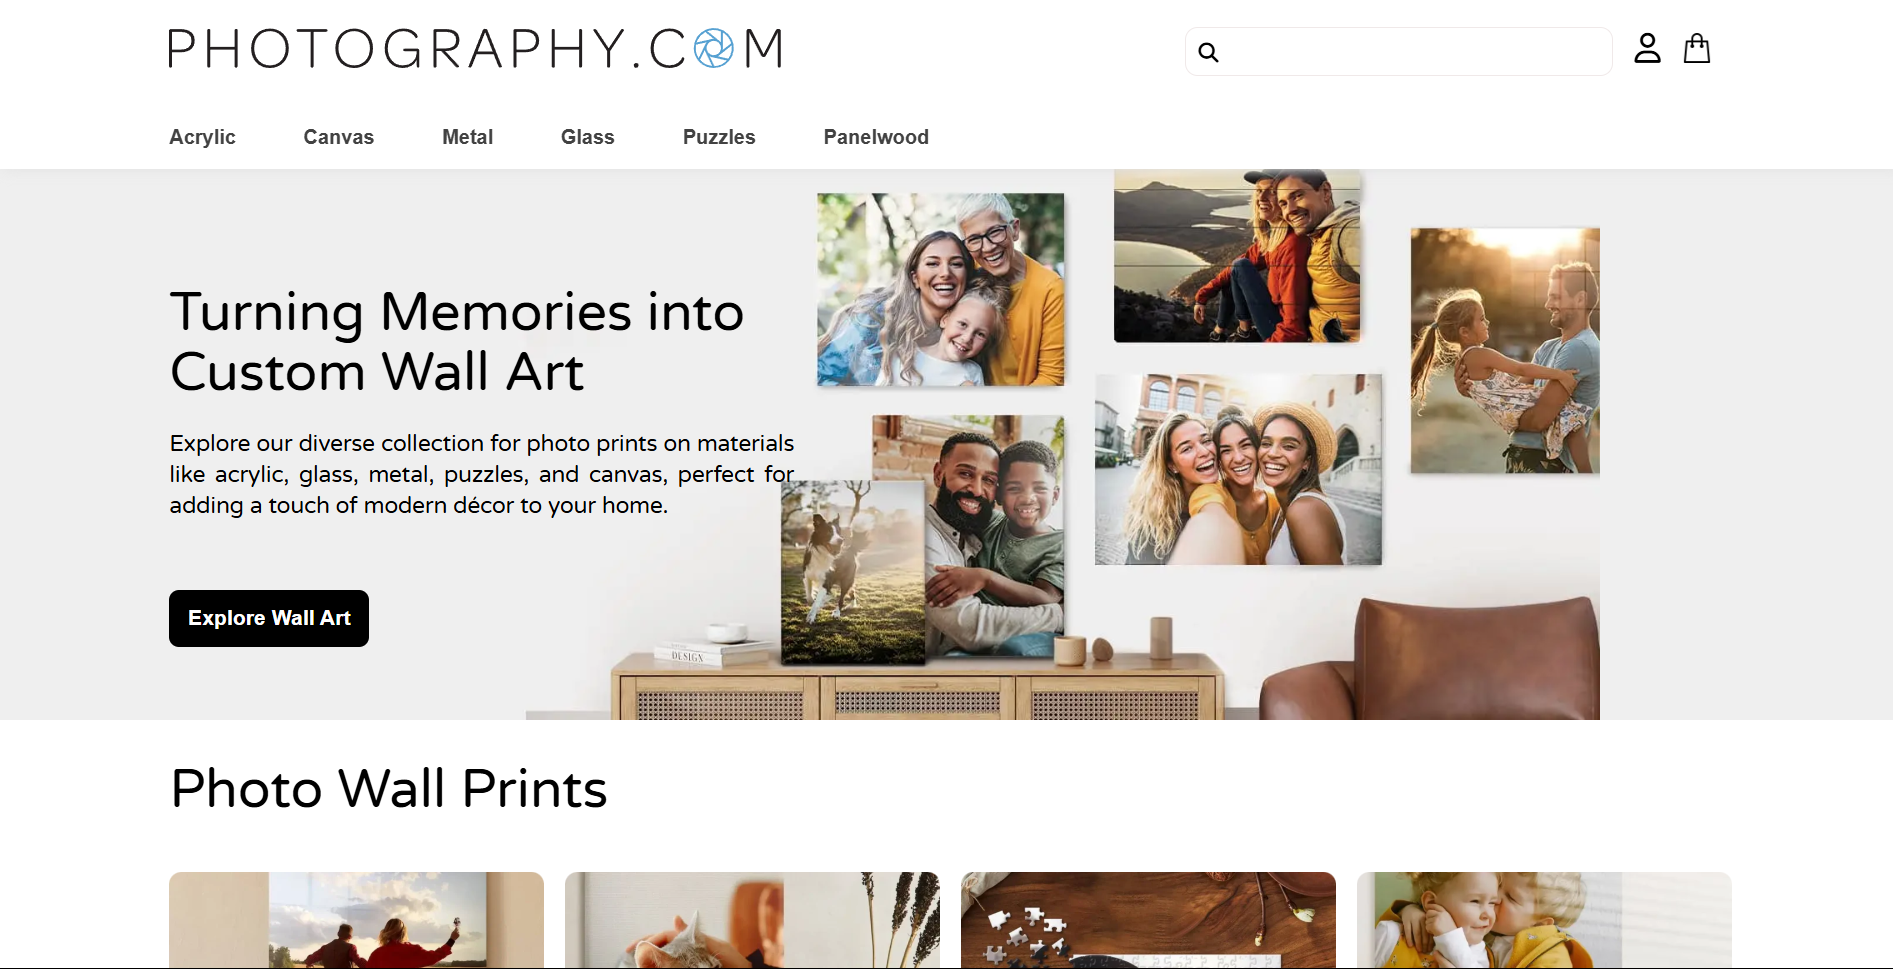 PHOTOGRAPHY.COM
Acrylic Canvas Metal Glass Puzzles Panelwood
Turning Memories into
Custom Wall Art
Explore our diverse collection for photo prints on materials
like acrylic, glass, metal, puzzles, and canvas, perfect for
adding a touch of modern décor to your home.
Explore Wall Art
DESIGN
Photo Wall Prints